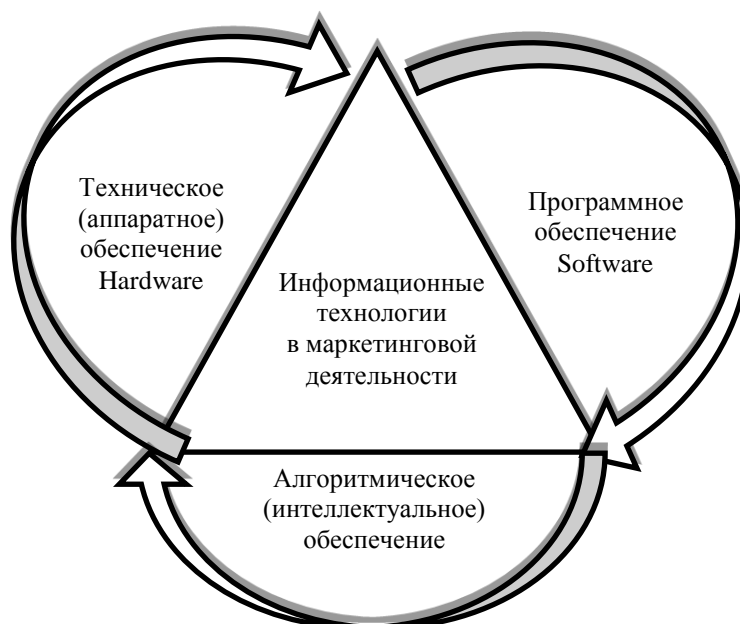 Техническое
(аппаратное)
обеспечение
Hardware
Программное
обеспечение
Software
Информационные
технологии
в маркетинговой
деятельности
Алгоритмическое
(интеллектуальное)
обеспечение